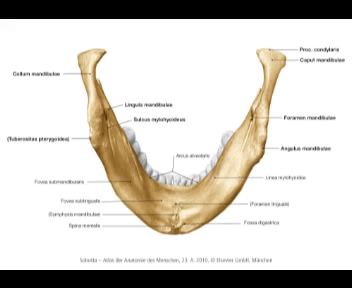 Proc. condylaris
Caput mandibulae
Collum mandibulae
Lingula mandibulae
Sulcus mylohyoideus
Foramen mandibulae
(Tuberositas pterygoidea)
Angulus mandibulae
Arcus alveolaris
Fovea submandibularis
Linea mylohyoidea
Fovea sublingualis
(Foramen lingualis)
(Symphysis mandibulae)
Spina mentalis
Fossa digastrica
Sobotta – Atlas der Anatomie des Menschen, 23. A. 2010, © Elsevier GmbH, München